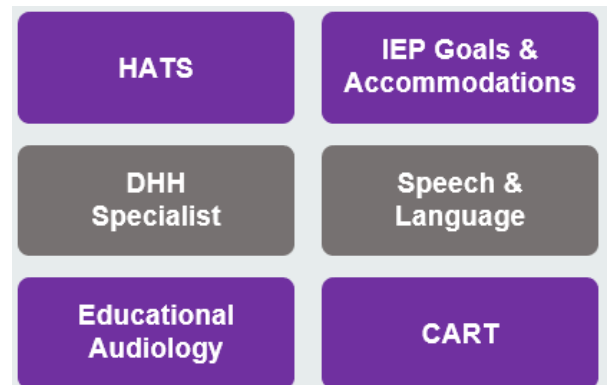 HATS
IEP Goals &
Accommodations
DHH
Specialist
Speech &
Language
Educational
Audiology
CART